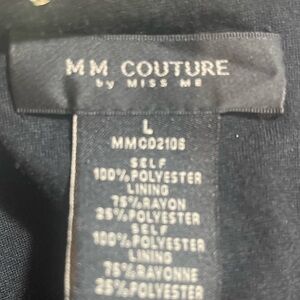 MM COUTURE
by MISS ME
L
MMC02106
SELF
100%POLYESTER
LINING
75%RAYON
25%POLYESTER
SELF
100%POLYESTER
LINING
75%RAYONNE
25%POLYESTER